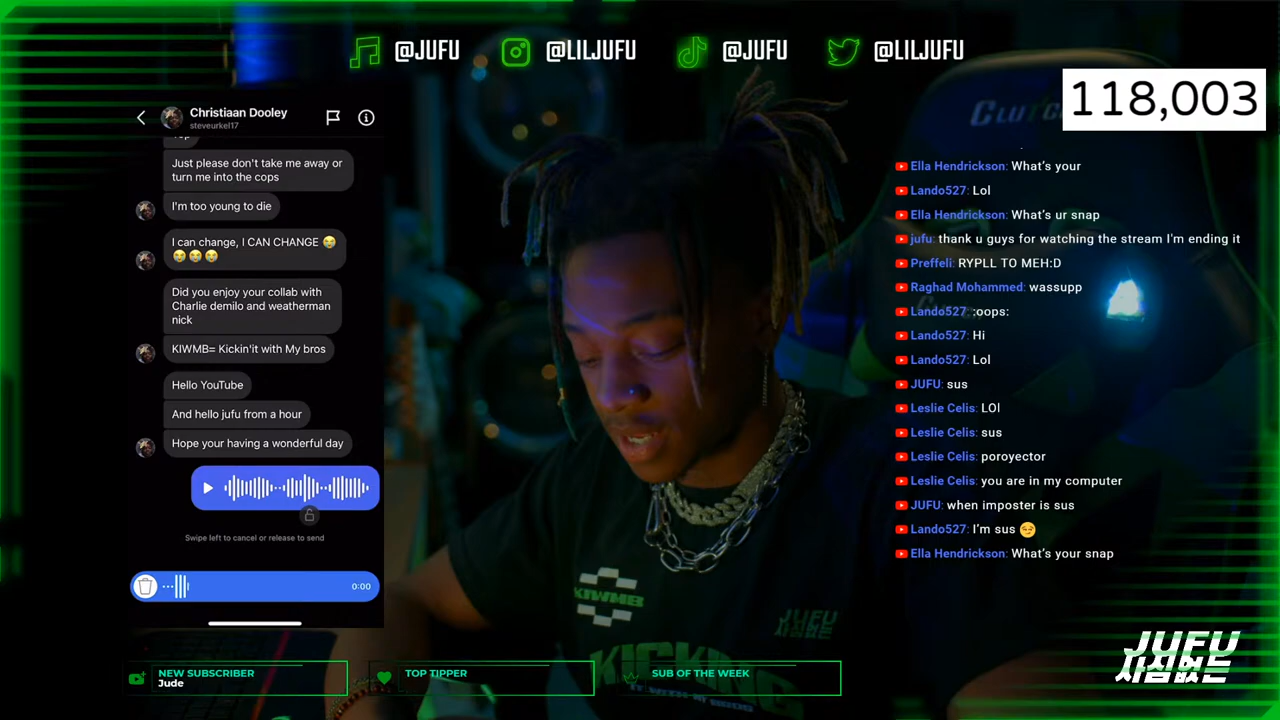 @JUFU
@LILJUFU
@JUFU
@LILJUFU
118,003
Christiaan Dooley
steveurkel17
Just please don't take me away or
turn me into the cops
I'm too young to die
I can change, I CAN CHANGE 😭
😭😭😭
Did you enjoy your collab with
Charlie demilo and weatherman
nick
KIWMB= Kickin'it with My bros
Hello YouTube
And hello jufu from a hour
Hope your having a wonderful day
Swipe left to cancel or release to send
0:00
Ella Hendrickson: What's your
Lando527: Lol
Ella Hendrickson: What's ur snap
jufu: thank u guys for watching the stream I'm ending it
Preffeli: RYPLL TO MEH:D
Raghad Mohammed: wassupp
Lando527: :oops:
Lando527: Hi
Lando527: Lol
JUFU: sus
Leslie Celis: LOl
Leslie Celis: sus
Leslie Celis: poroyector
Leslie Celis: you are in my computer
JUFU: when imposter is sus
Lando527: I'm sus 😏
Ella Hendrickson: What's your snap
KIWMB
JUFU
KICKING
NEW SUBSCRIBER
Jude
TOP TIPPER
SUB OF THE WEEK
JUFU
사심없는